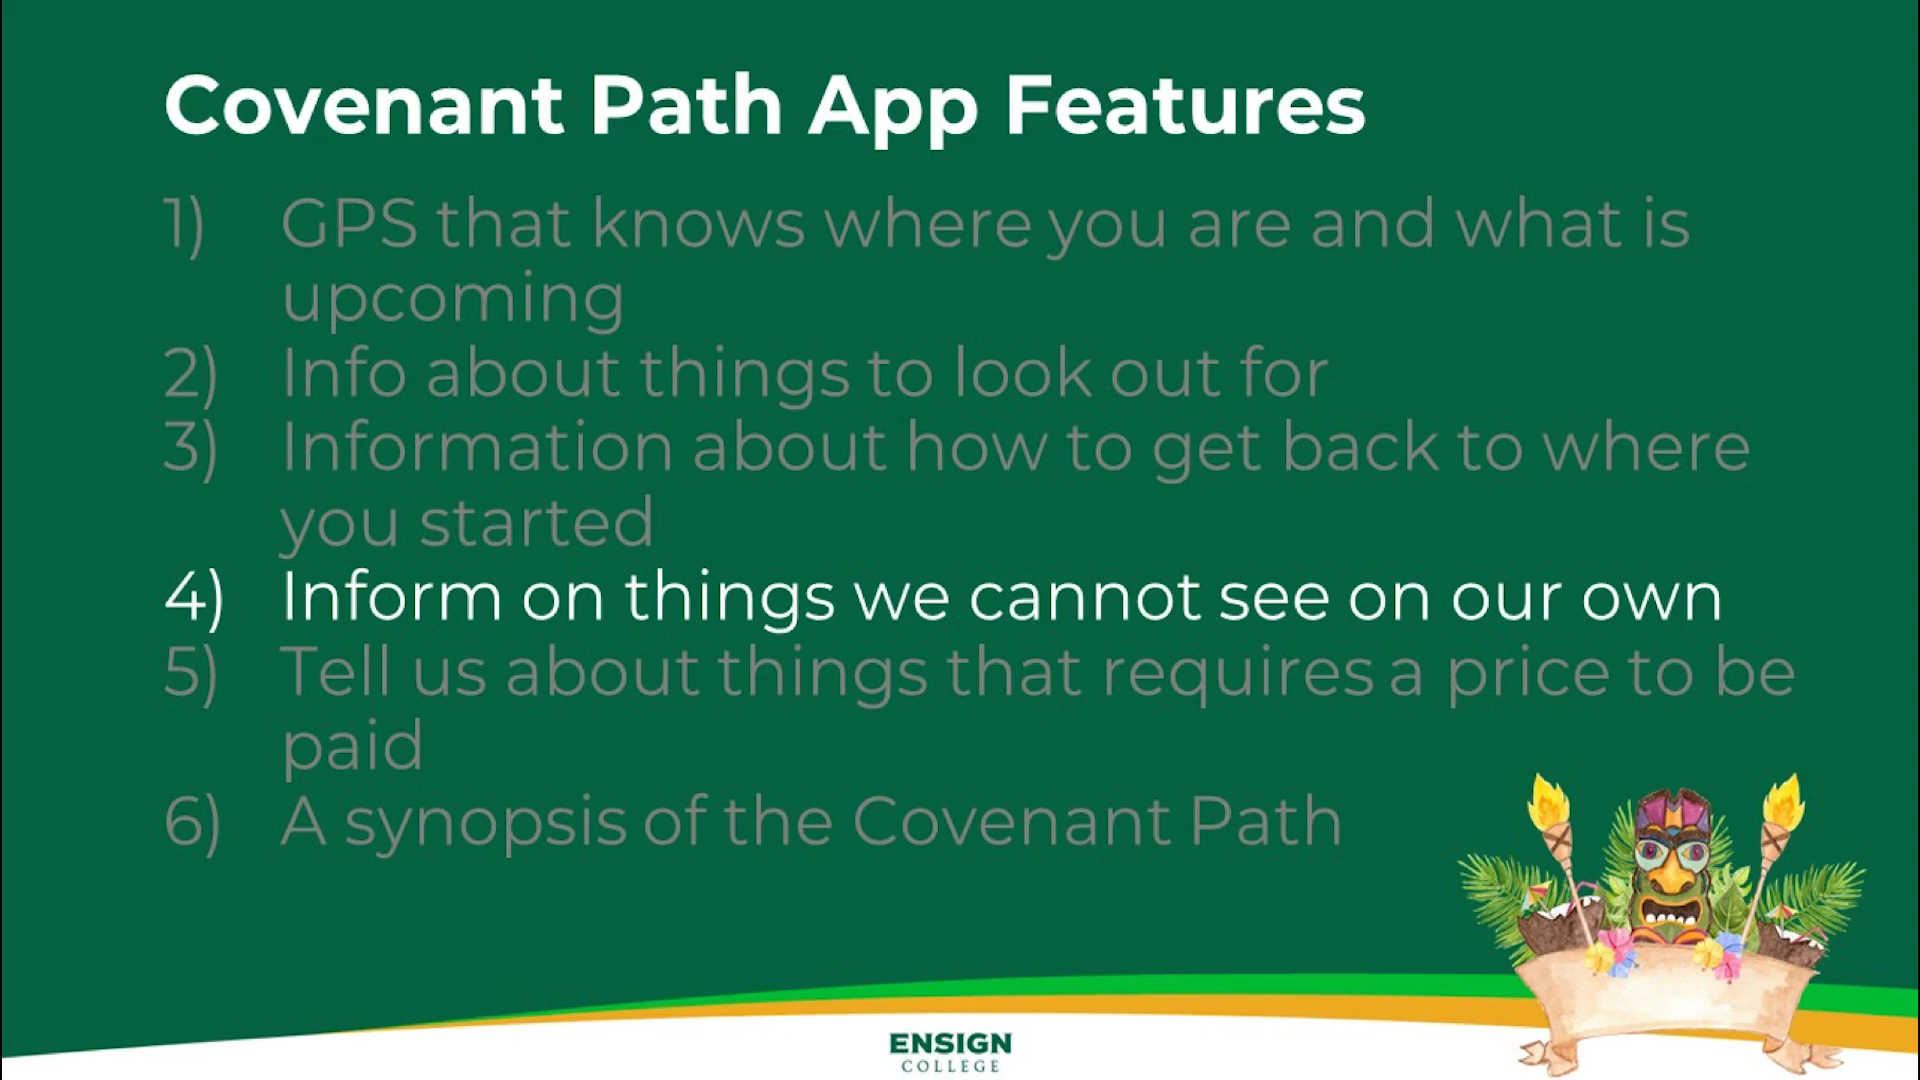 Covenant Path App Features
1) GPS that knows where you are and what is
upcoming
2) Info about things to look out for
3) Information about how to get back to where
you started
4) Inform on things we cannot see on our own
5) Tell us about things that requires a price to be
paid
6) A synopsis of the Covenant Path
ENSIGN
COLLEGE